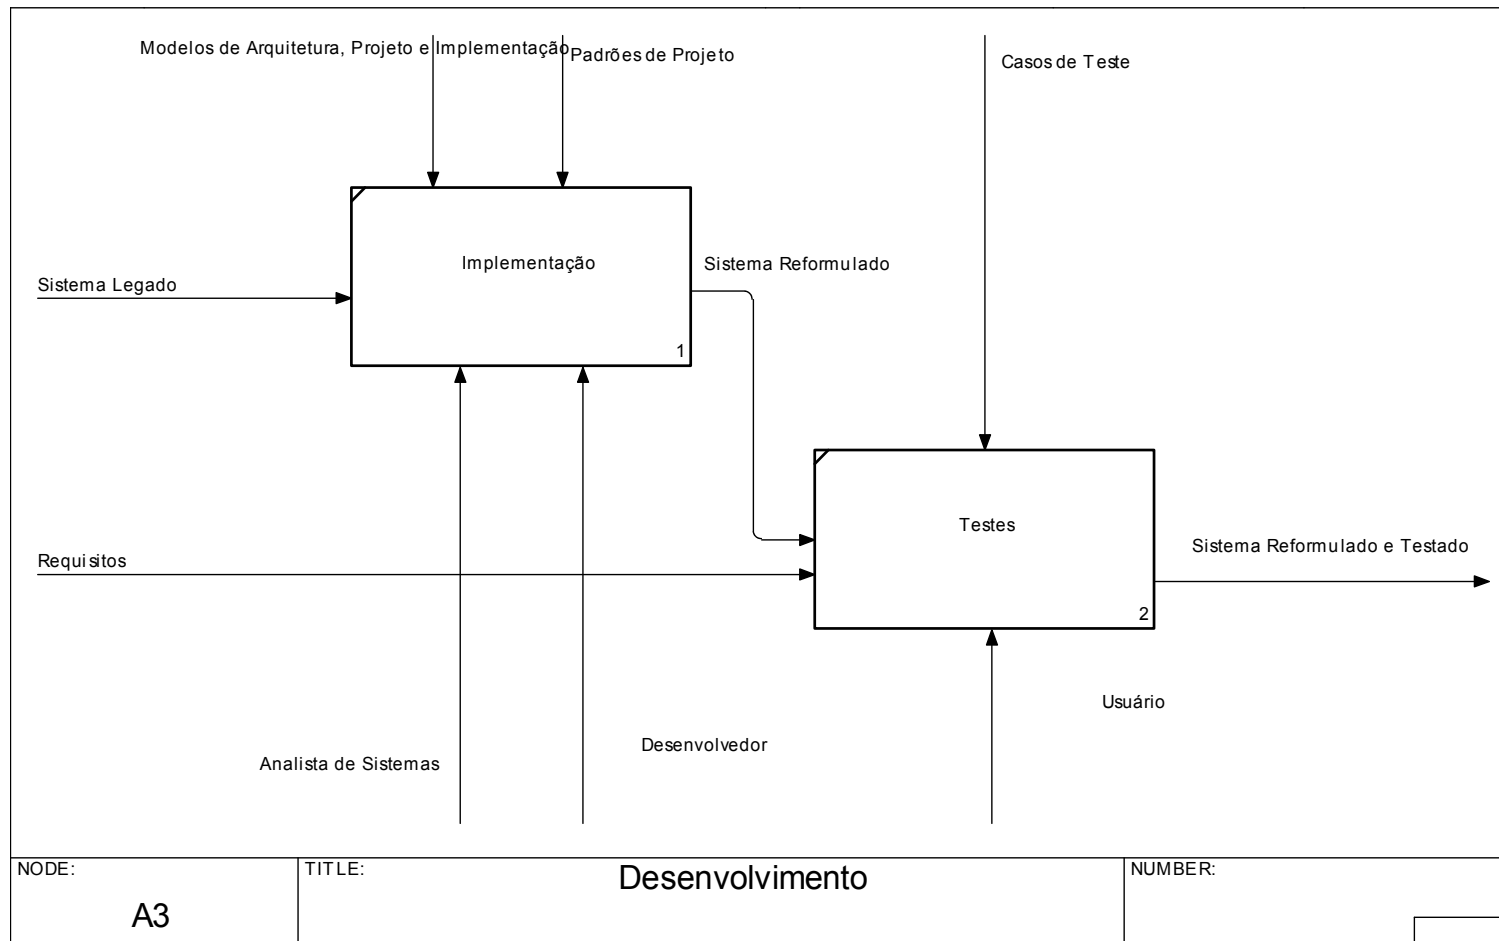 Modelos de Arquitetura, Projeto e Implementação
Padrões de Projeto
Casos de Teste
Implementação
Sistema Reformulado
Sistema Legado
1
Testes
Sistema Reformulado e Testado
Requisitos
2
Usuário
Desenvolvedor
Analista de Sistemas
NODE:
TITLE:
Desenvolvimento
NUMBER:
A3